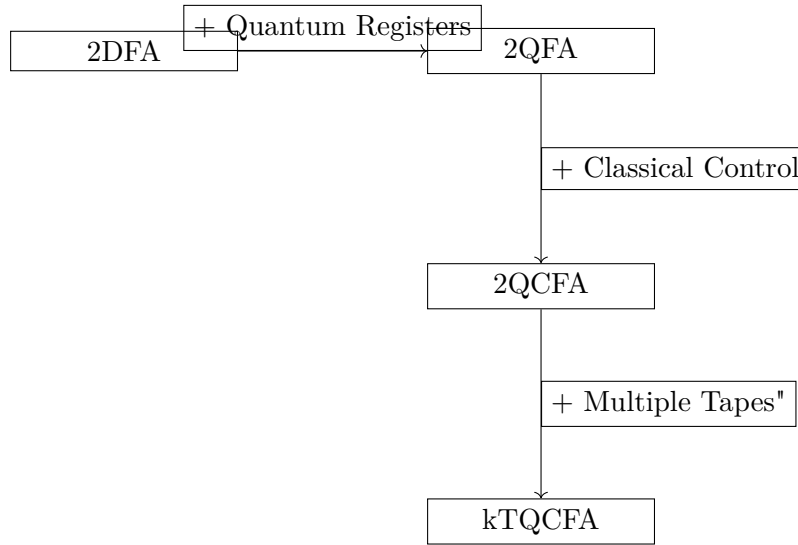 + Quantum Registers
2DFA
2QFA
+ Classical Control
2QCFA
+ Multiple Tapes"
kTQCFA